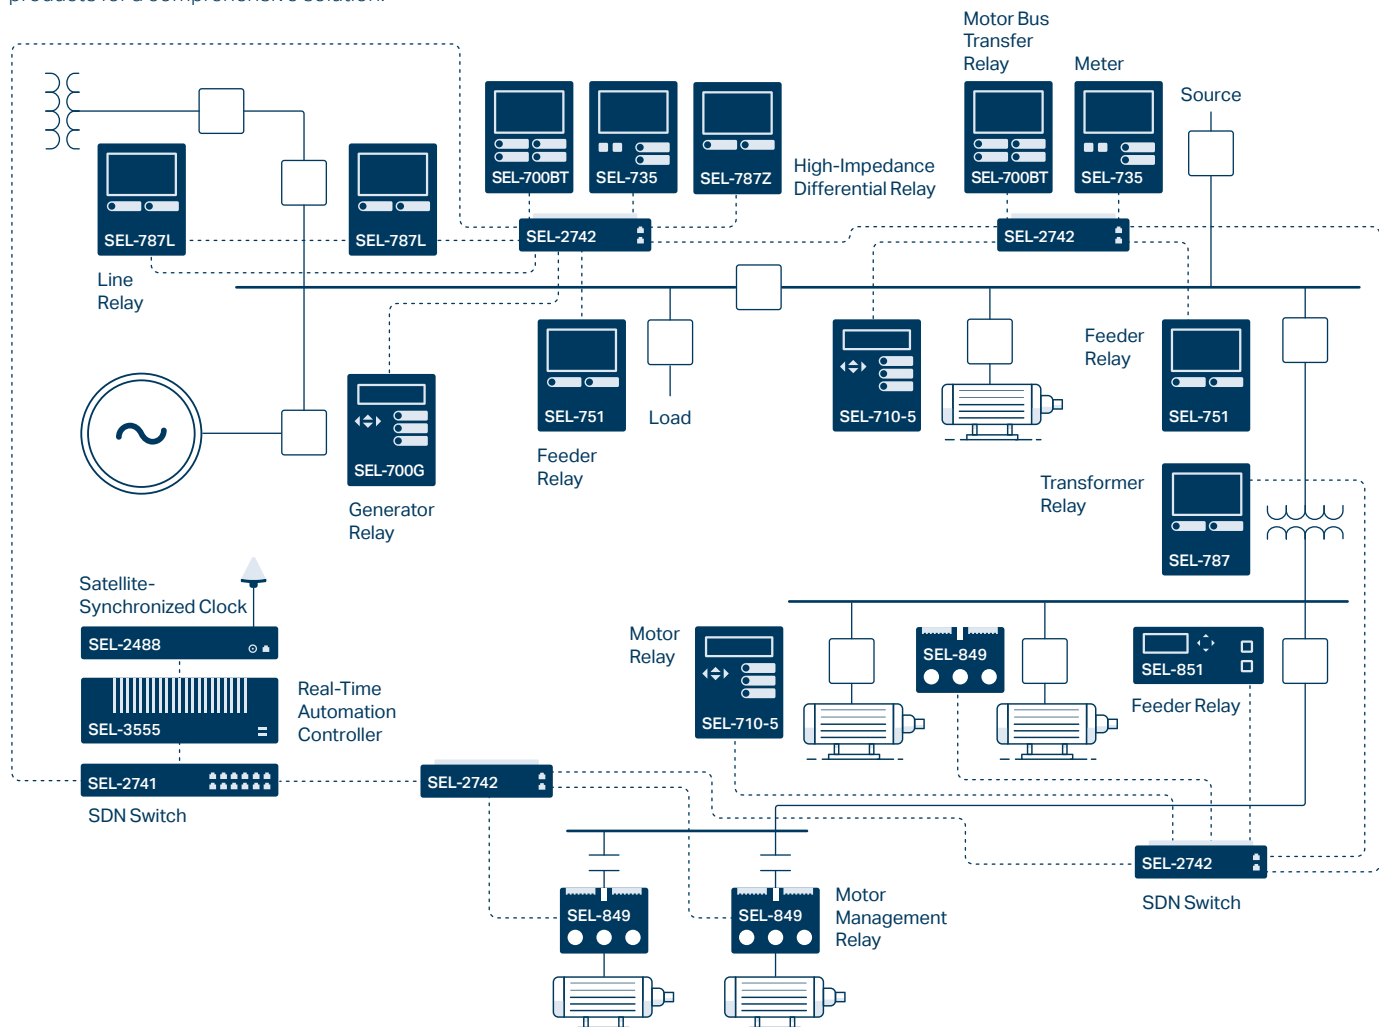 products for a comprehensive solution.
Motor Bus
Transfer
Relay
Meter
Source
SEL-700BT
SEL-735
SEL-787Z
High-Impedance
Differential Relay
SEL-700BT
SEL-735
SEL-787L
SEL-787L
SEL-2742
SEL-2742
Line
Relay
SEL-751
Feeder
Relay
Load
SEL-710-5
Feeder
Relay
SEL-751
SEL-700G
Generator
Relay
Transformer
Relay
SEL-787
Satellite-
Synchronized Clock
SEL-2488
SEL-3555
Real-Time
Automation
Controller
SEL-2741
SDN Switch
Motor
Relay
SEL-710-5
SEL-849
SEL-851
Feeder Relay
SEL-2742
SEL-2742
SDN Switch
SEL-849
SEL-849
Motor
Management
Relay